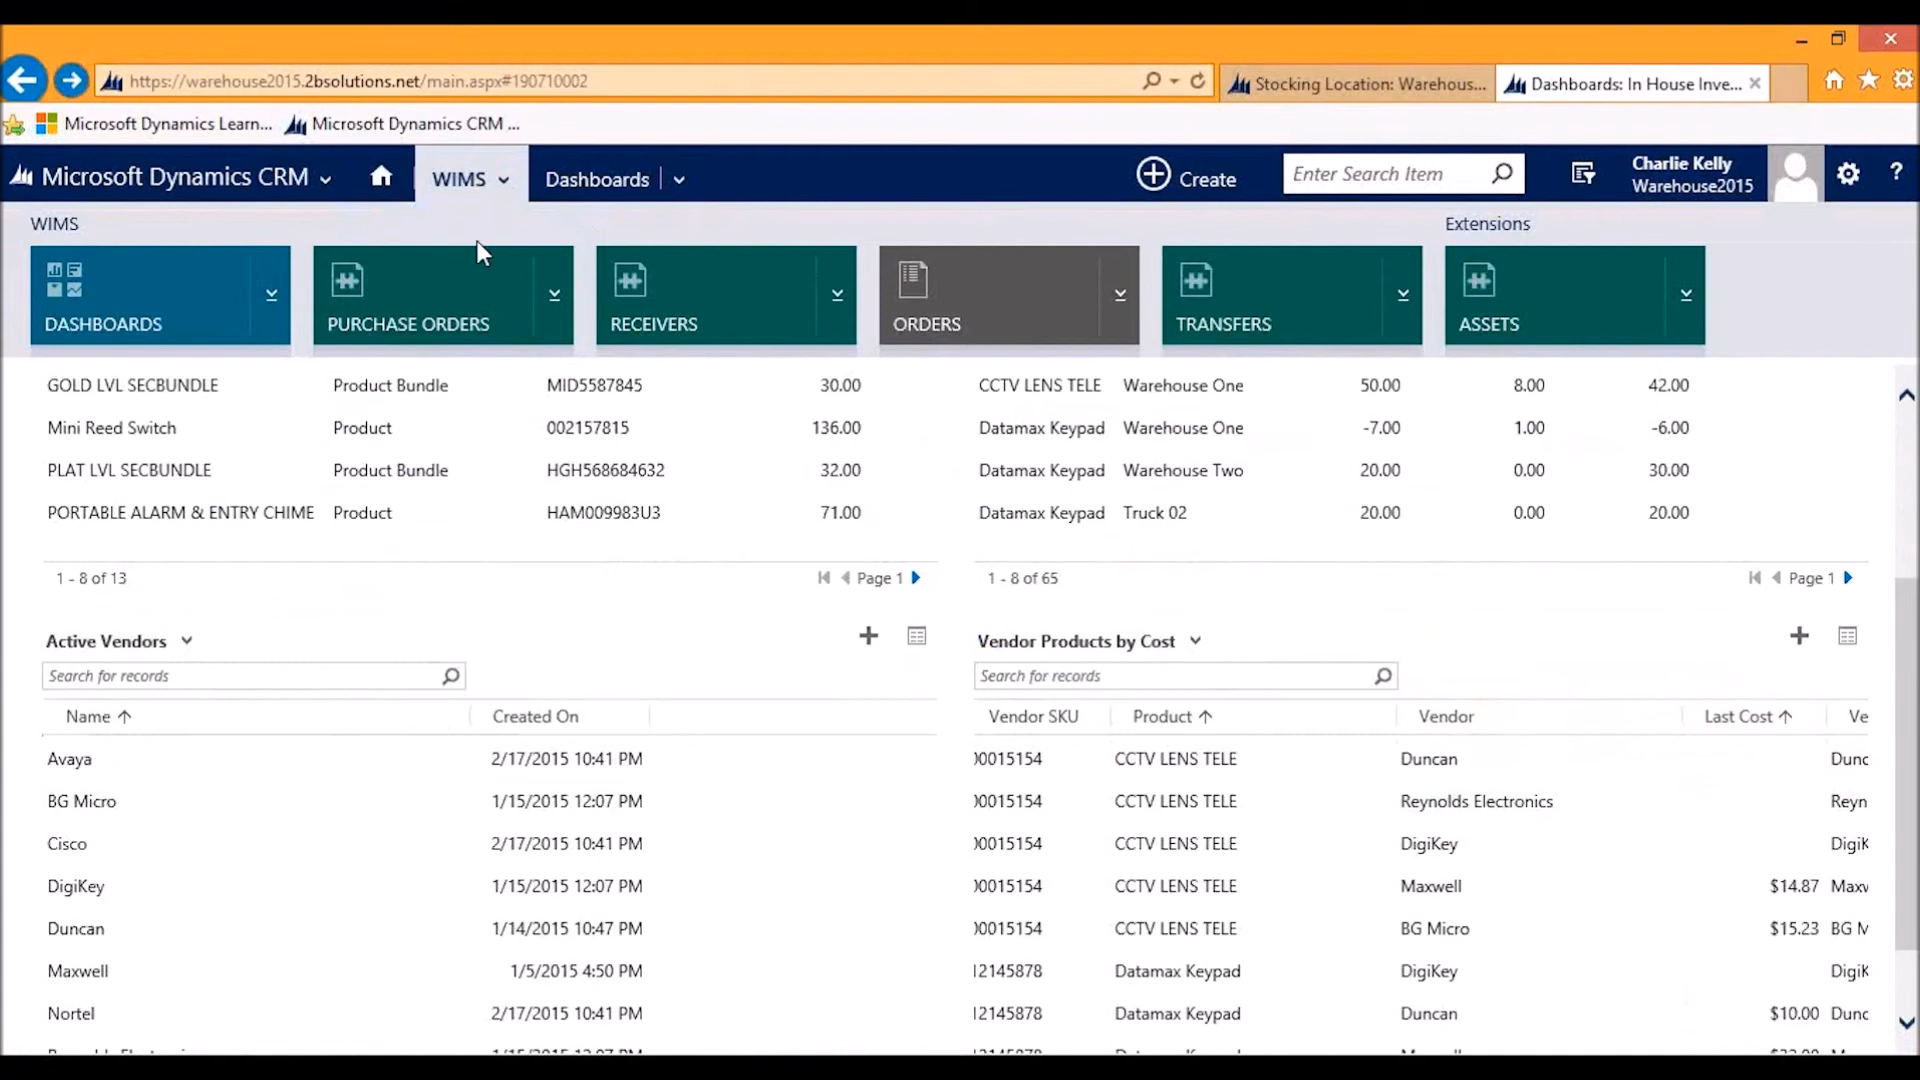 https://warehouse2015.2bsolutions.net/main.aspx#190710002
Stocking Location: Warehous...
Dashboards: In House Inve...
Microsoft Dynamics Learn...
Microsoft Dynamics CRM ...
Microsoft Dynamics CRM
WIMS
Dashboards
Create
Enter Search Item
Charlie Kelly
Warehouse2015
?
WIMS
Extensions
DASHBOARDS
PURCHASE ORDERS
RECEIVERS
ORDERS
TRANSFERS
ASSETS
GOLD LVL SECBUNDLE Product Bundle MID5587845 30.00
Mini Reed Switch Product 002157815 136.00
PLAT LVL SECBUNDLE Product Bundle HGH568684632 32.00
PORTABLE ALARM & ENTRY CHIME Product HAM009983U3 71.00
1 - 8 of 13 Page 1
CCTV LENS TELE Warehouse One 50.00 8.00 42.00
Datamax Keypad Warehouse One -7.00 1.00 -6.00
Datamax Keypad Warehouse Two 20.00 0.00 30.00
Datamax Keypad Truck 02 20.00 0.00 20.00
1 - 8 of 65 Page 1
Active Vendors
Search for records
Name Created On
Avaya 2/17/2015 10:41 PM
BG Micro 1/15/2015 12:07 PM
Cisco 2/17/2015 10:41 PM
DigiKey 1/15/2015 12:07 PM
Duncan 1/14/2015 10:47 PM
Maxwell 1/5/2015 4:50 PM
Nortel 2/17/2015 10:41 PM
Vendor Products by Cost
Search for records
Vendor SKU Product Vendor Last Cost Ve
00015154 CCTV LENS TELE Duncan Dunc
00015154 CCTV LENS TELE Reynolds Electronics Reyn
00015154 CCTV LENS TELE DigiKey DigiK
00015154 CCTV LENS TELE Maxwell $14.87 Maxw
00015154 CCTV LENS TELE BG Micro $15.23 BG M
12145878 Datamax Keypad DigiKey DigiK
12145878 Datamax Keypad Duncan $10.00 Dunc